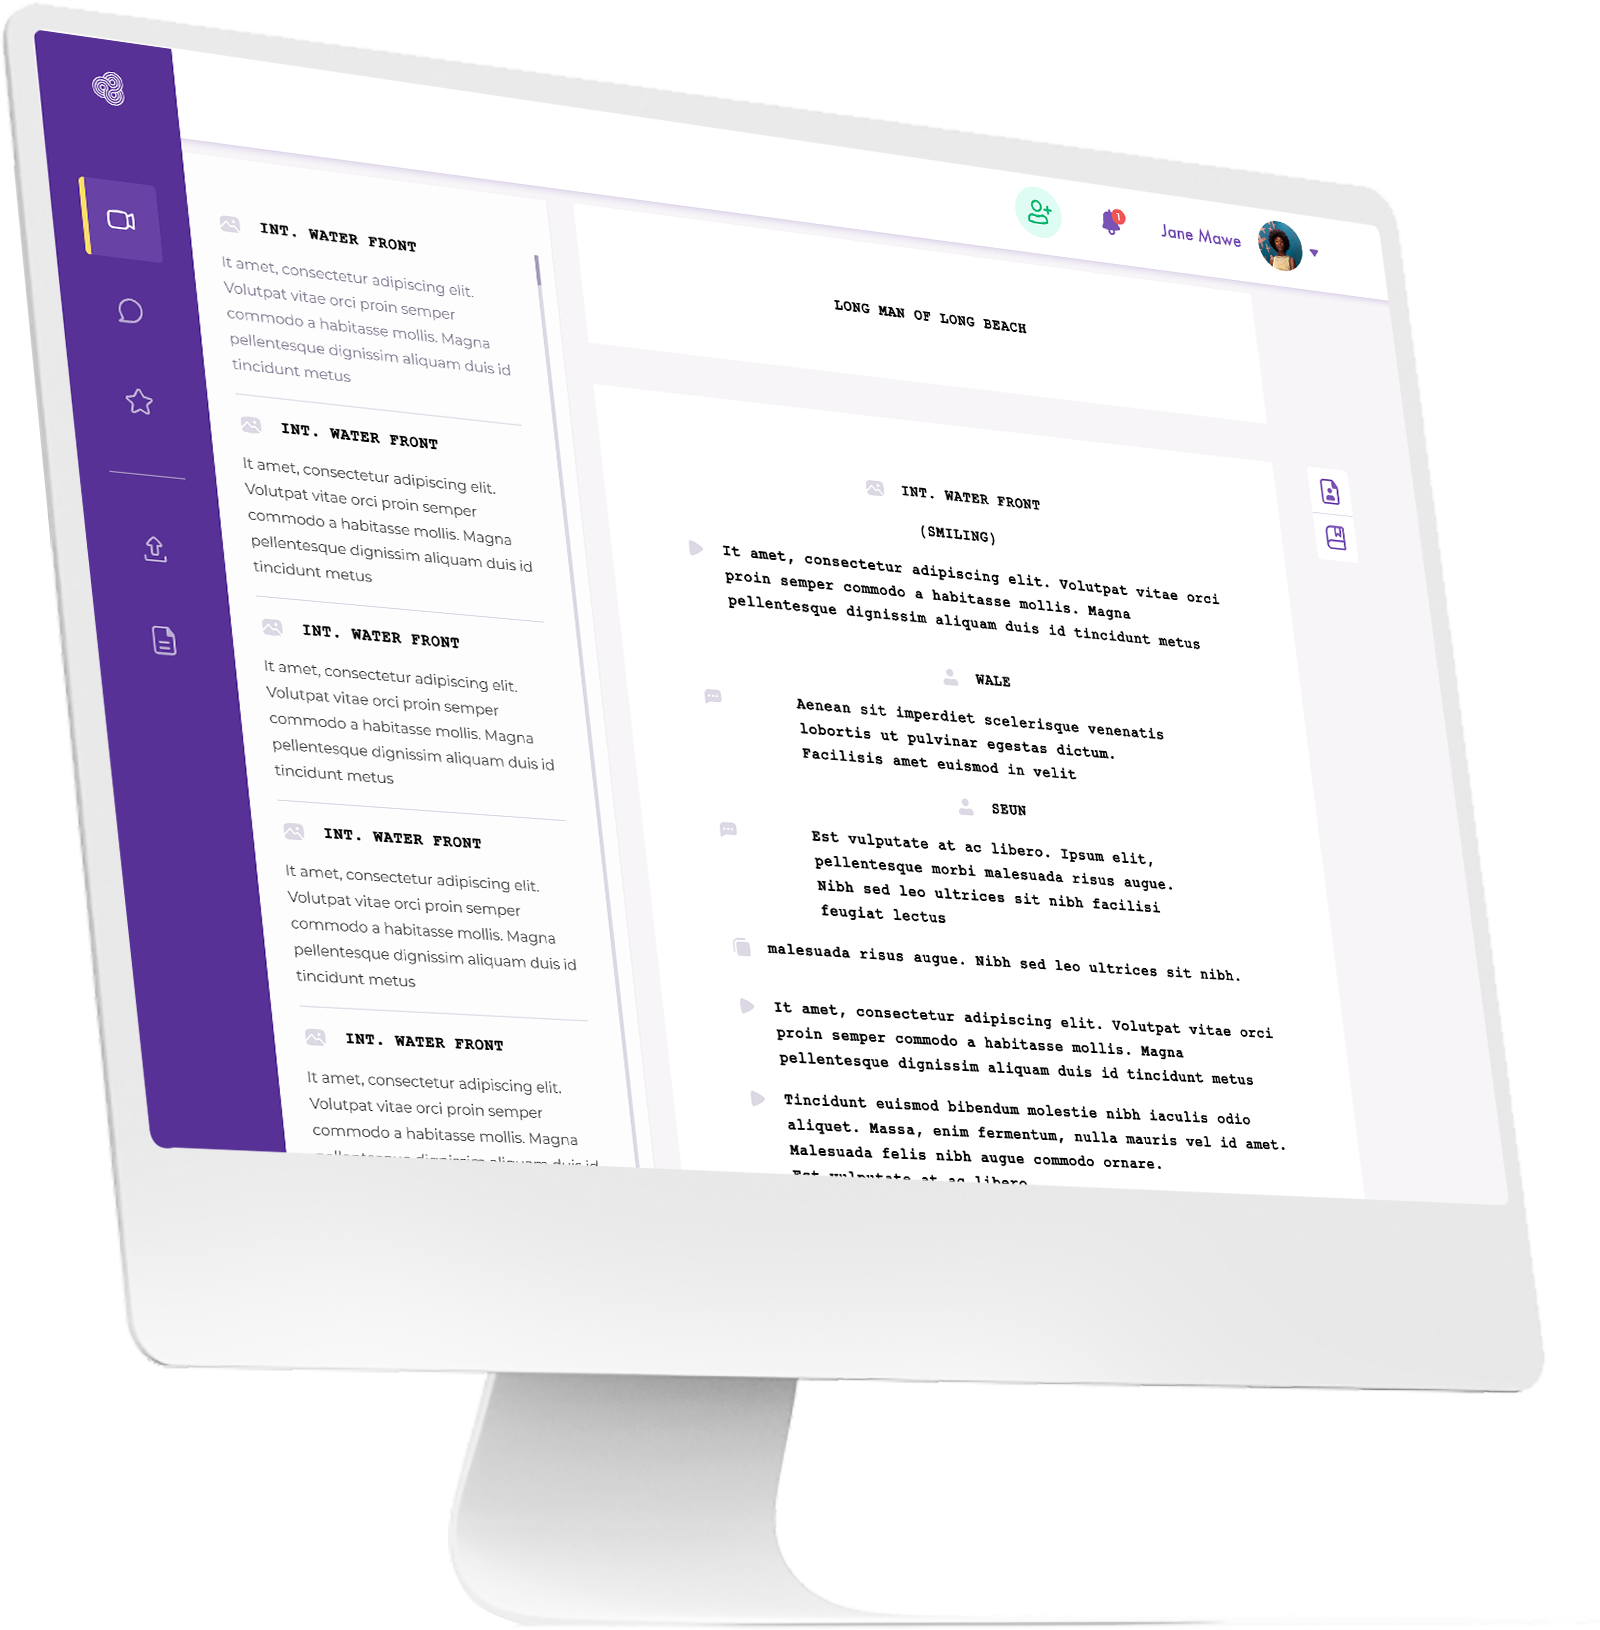 1
Jane Mawe
INT. WATER FRONT
It amet, consectetur adipiscing elit.
Volutpat vitae orci proin semper
commodo a habitasse mollis. Magna
pellentesque dignissim aliquam duis id
tincidunt metus
INT. WATER FRONT
It amet, consectetur adipiscing elit.
Volutpat vitae orci proin semper
commodo a habitasse mollis. Magna
pellentesque dignissim aliquam duis id
tincidunt metus
INT. WATER FRONT
It amet, consectetur adipiscing elit.
Volutpat vitae orci proin semper
commodo a habitasse mollis. Magna
pellentesque dignissim aliquam duis id
tincidunt metus
INT. WATER FRONT
It amet, consectetur adipiscing elit.
Volutpat vitae orci proin semper
commodo a habitasse mollis. Magna
pellentesque dignissim aliquam duis id
tincidunt metus
INT. WATER FRONT
It amet, consectetur adipiscing elit.
Volutpat vitae orci proin semper
commodo a habitasse mollis. Magna
pellentesque dignissim aliquam duis id
LONG MAN OF LONG BEACH
INT. WATER FRONT
(SMILING)
It amet, consectetur adipiscing elit. Volutpat vitae orci
proin semper commodo a habitasse mollis. Magna
pellentesque dignissim aliquam duis id tincidunt metus
WALE
Aenean sit imperdiet scelerisque venenatis
lobortis ut pulvinar egestas dictum.
Facilisis amet euismod in velit
SEUN
Est vulputate at ac libero. Ipsum elit,
pellentesque morbi malesuada risus augue.
Nibh sed leo ultrices sit nibh facilisi
feugiat lectus
malesuada risus augue. Nibh sed leo ultrices sit nibh.
It amet, consectetur adipiscing elit. Volutpat vitae orci
proin semper commodo a habitasse mollis. Magna
pellentesque dignissim aliquam duis id tincidunt metus
Tincidunt euismod bibendum molestie nibh iaculis odio
aliquet. Massa, enim fermentum, nulla mauris vel id amet.
Malesuada felis nibh augue commodo ornare.
Est vulputate at ac libero